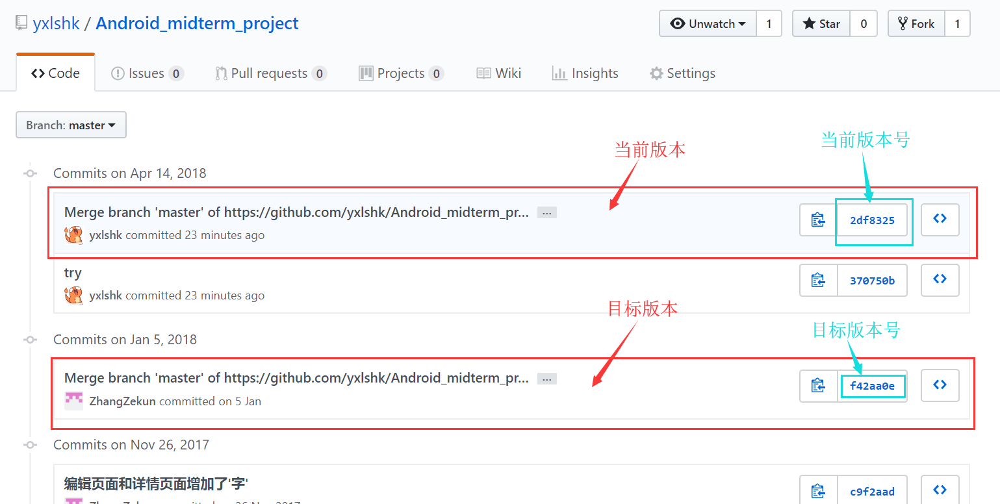 yxlshk / Android_midterm_project
Unwatch 1 Star 0 Fork 1
Code Issues 0 Pull requests 0 Projects 0 Wiki Insights Settings
Branch: master
当前版本
当前版本号
Commits on Apr 14, 2018
Merge branch 'master' of https://github.com/yxlshk/Android_midterm_pr... ...
2df8325
yxlshk committed 23 minutes ago
try
370750b
yxlshk committed 23 minutes ago
目标版本
目标版本号
Commits on Jan 5, 2018
Merge branch 'master' of https://github.com/yxlshk/Android_midterm_pr... ...
f42aa0e
ZhangZekun committed on 5 Jan
Commits on Nov 26, 2017
编辑页面和详情页面增加了'字'
c9f2aad